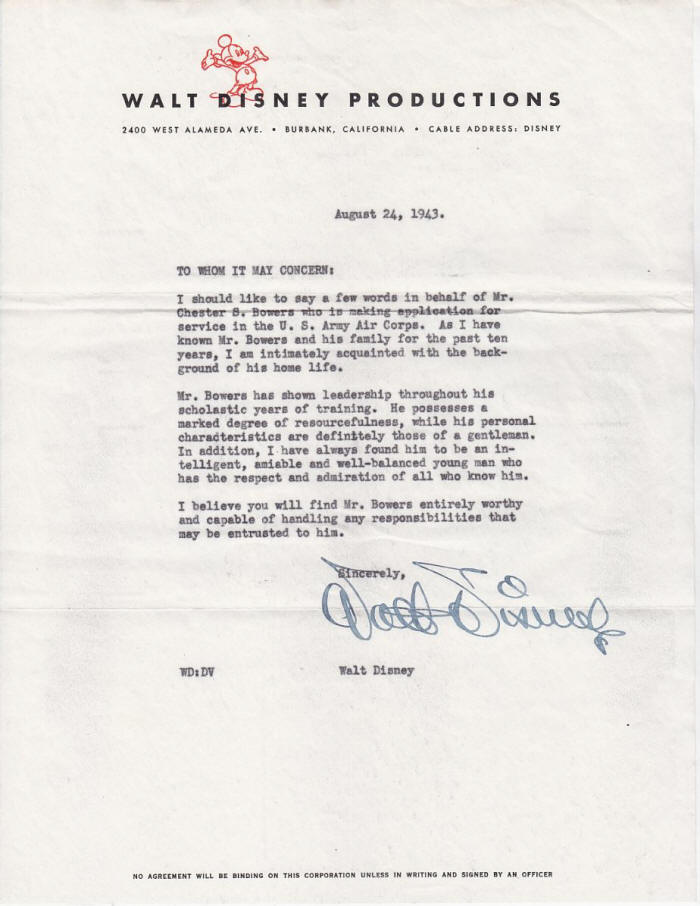 WALT DISNEY PRODUCTIONS
2400 WEST ALAMEDA AVE. • BURBANK, CALIFORNIA • CABLE ADDRESS: DISNEY
August 24, 1943.
TO WHOM IT MAY CONCERN:
I should like to say a few words in behalf of Mr.
Chester S. Bowers who is making application for
service in the U. S. Army Air Corps. As I have
known Mr. Bowers and his family for the past ten
years, I am intimately acquainted with the back-
ground of his home life.
Mr. Bowers has shown leadership throughout his
scholastic years of training. He possesses a
marked degree of resourcefulness, while his personal
characteristics are definitely those of a gentleman.
In addition, I have always found him to be an in-
telligent, amiable and well-balanced young man who
has the respect and admiration of all who know him.
I believe you will find Mr. Bowers entirely worthy
and capable of handling any responsibilities that
may be entrusted to him.
Sincerely,
Walt Disney
WD:DV Walt Disney
NO AGREEMENT WILL BE BINDING ON THIS CORPORATION UNLESS IN WRITING AND SIGNED BY AN OFFICER